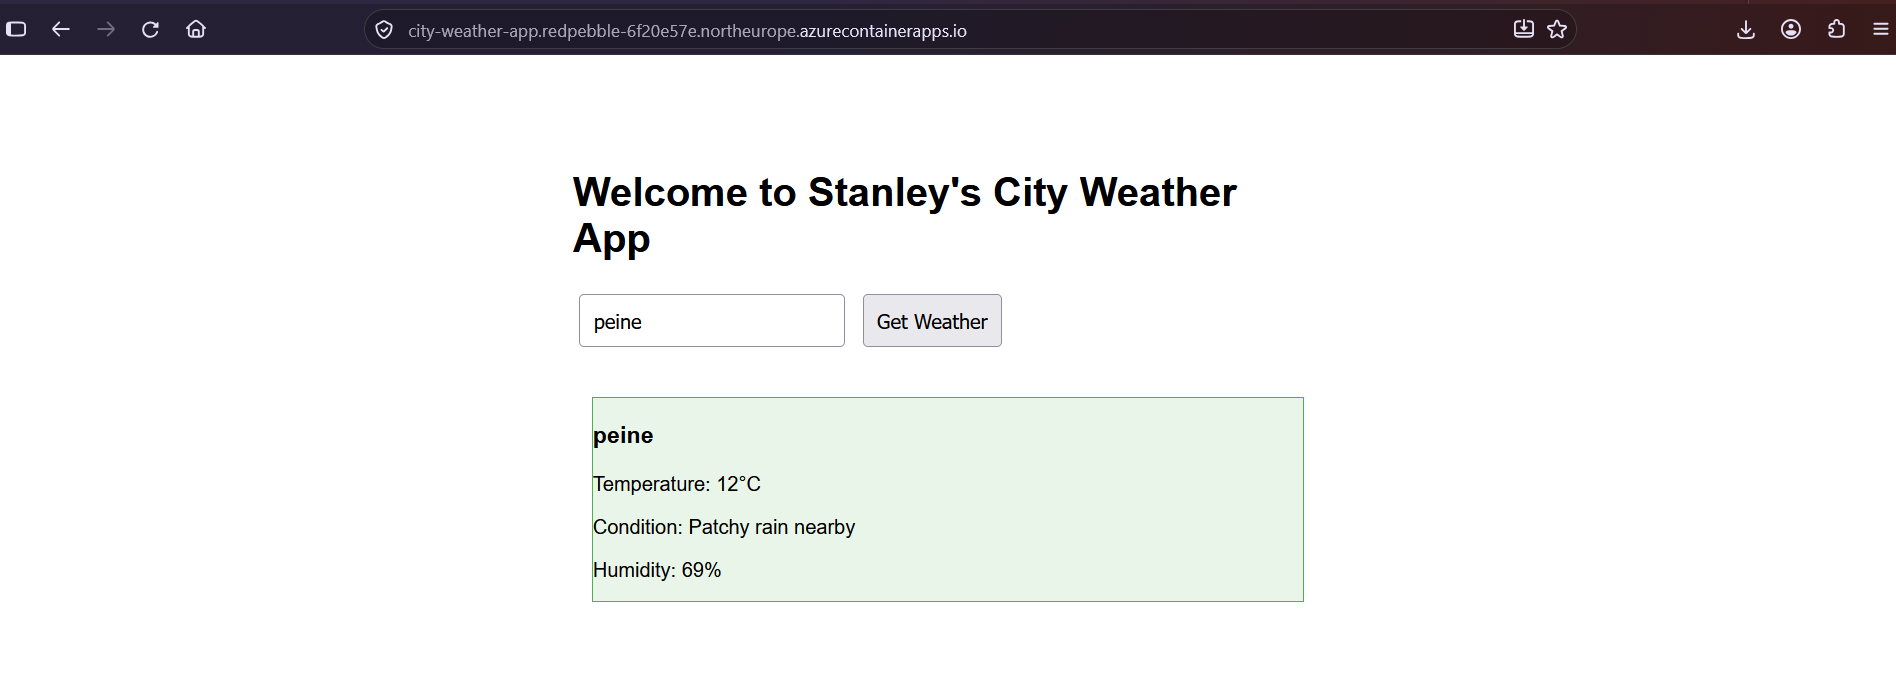 city-weather-app.redpebble-6f20e57e.northeurope.azurecontainerapps.io
Welcome to Stanley's City Weather
App
peine
Get Weather
peine
Temperature: 12°C
Condition: Patchy rain nearby
Humidity: 69%